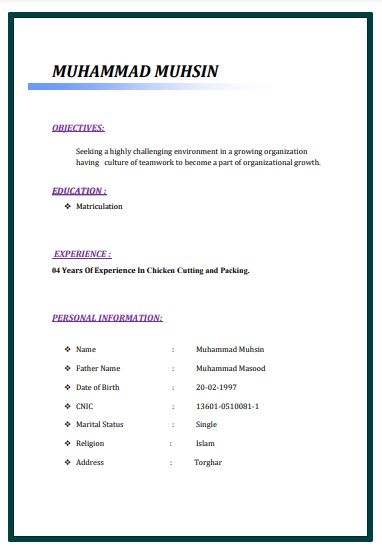 MUHAMMAD MUHSIN
OBJECTIVES:
Seeking a highly challenging environment in a growing organization
having culture of teamwork to become a part of organizational growth.
EDUCATION :
❖ Matriculation
EXPERIENCE :
04 Years Of Experience In Chicken Cutting and Packing.
PERSONAL INFORMATION:
❖ Name : Muhammad Muhsin
❖ Father Name : Muhammad Masood
❖ Date of Birth : 20-02-1997
❖ CNIC : 13601-0510081-1
❖ Marital Status : Single
❖ Religion : Islam
❖ Address : Torghar